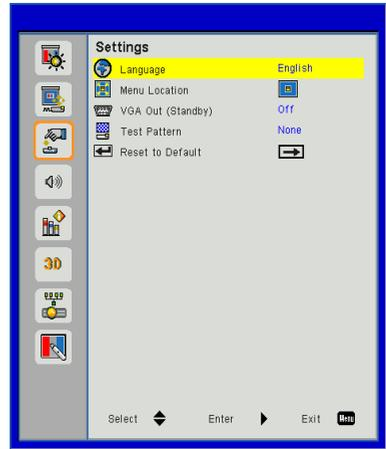 Settings
Language English
Menu Location
VGA Out (Standby) Off
Test Pattern None
Reset to Default
3D
Select Enter Exit Menu